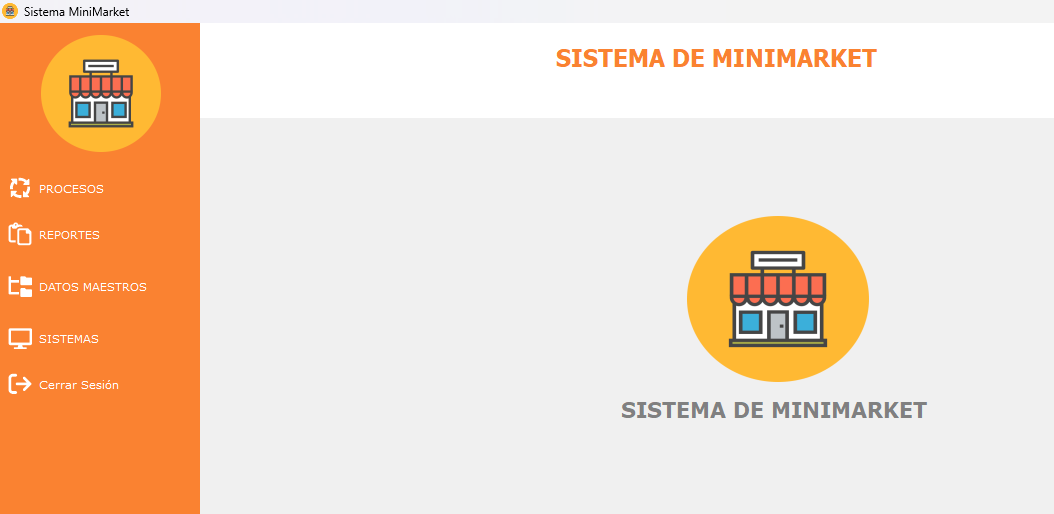 Sistema MiniMarket
SISTEMA DE MINIMARKET
PROCESOS
REPORTES
DATOS MAESTROS
SISTEMAS
Cerrar Sesión
SISTEMA DE MINIMARKET